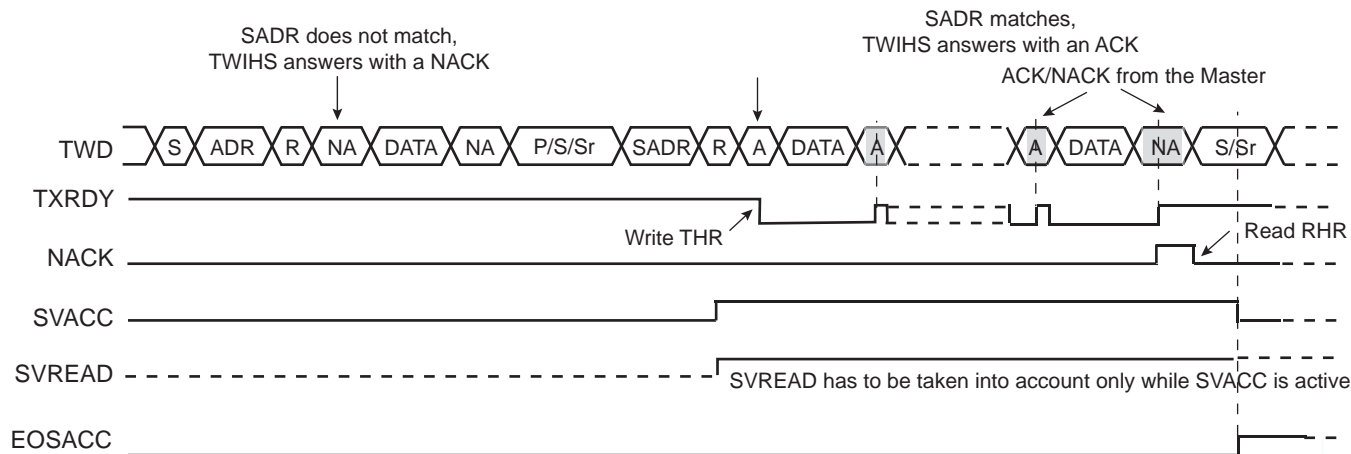 SADR does not match,
TWIHS answers with a NACK
SADR matches,
TWIHS answers with an ACK
ACK/NACK from the Master
TWD S ADR R NA DATA NA P/S/Sr SADR R A DATA A A DATA NA S/Sr
TXRDY
Write THR
Read RHR
NACK
SVACC
SVREAD
SVREAD has to be taken into account only while SVACC is active
EOSACC